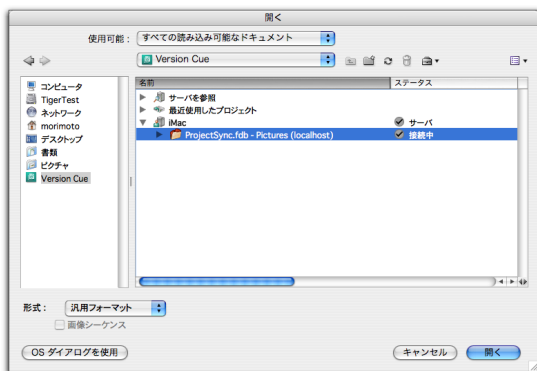 開く
使用可能： すべての読み込み可能なドキュメント
Version Cue
名前 ステータス
コンピュータ
TigerTest
ネットワーク
morimoto
デスクトップ
書類
ピクチャ
Version Cue
サーバを参照
最近使用したプロジェクト
iMac サーバ
ProjectSync.fdb - Pictures (localhost) 接続中
形式： 汎用フォーマット
画像シーケンス
OS ダイアログを使用 キャンセル 開く